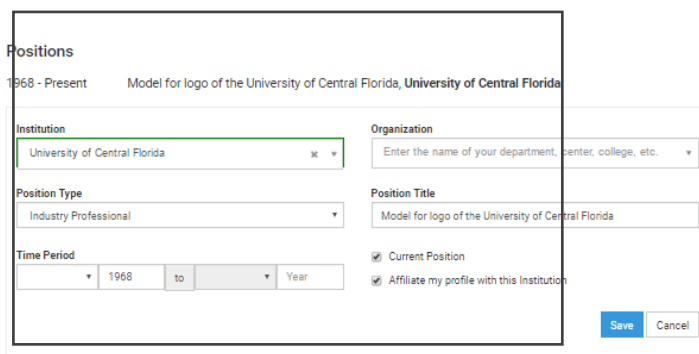 Positions
1968 - Present Model for logo of the University of Central Florida, University of Central Florida
Institution Organization
University of Central Florida Enter the name of your department, center, college, etc.
Position Type Position Title
Industry Professional Model for logo of the University of Central Florida
Time Period Current Position
1968 to Year Affiliate my profile with this Institution
Save Cancel